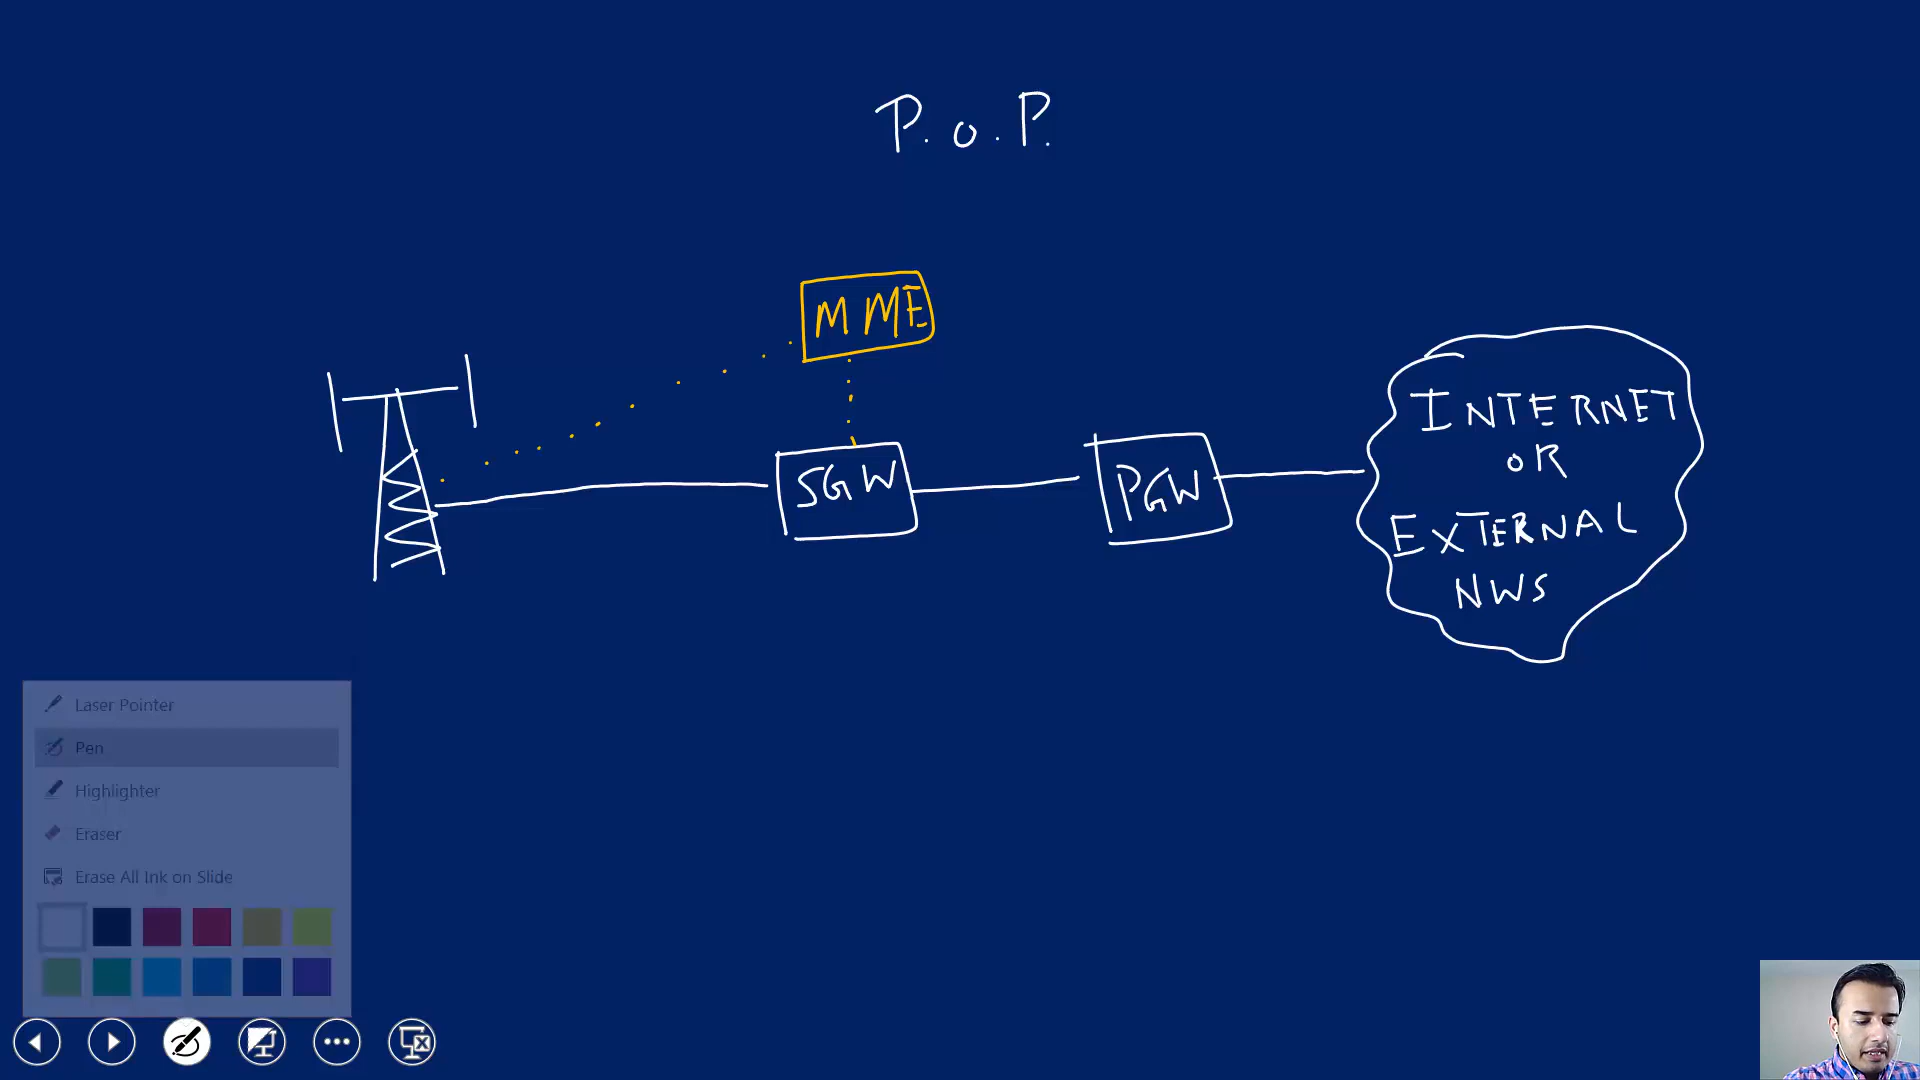 P.o.P.
MME
SGW
PGW
INTERNET
OR
EXTERNAL
NWS
Laser Pointer
Pen
Highlighter
Eraser
Erase All Ink on Slide